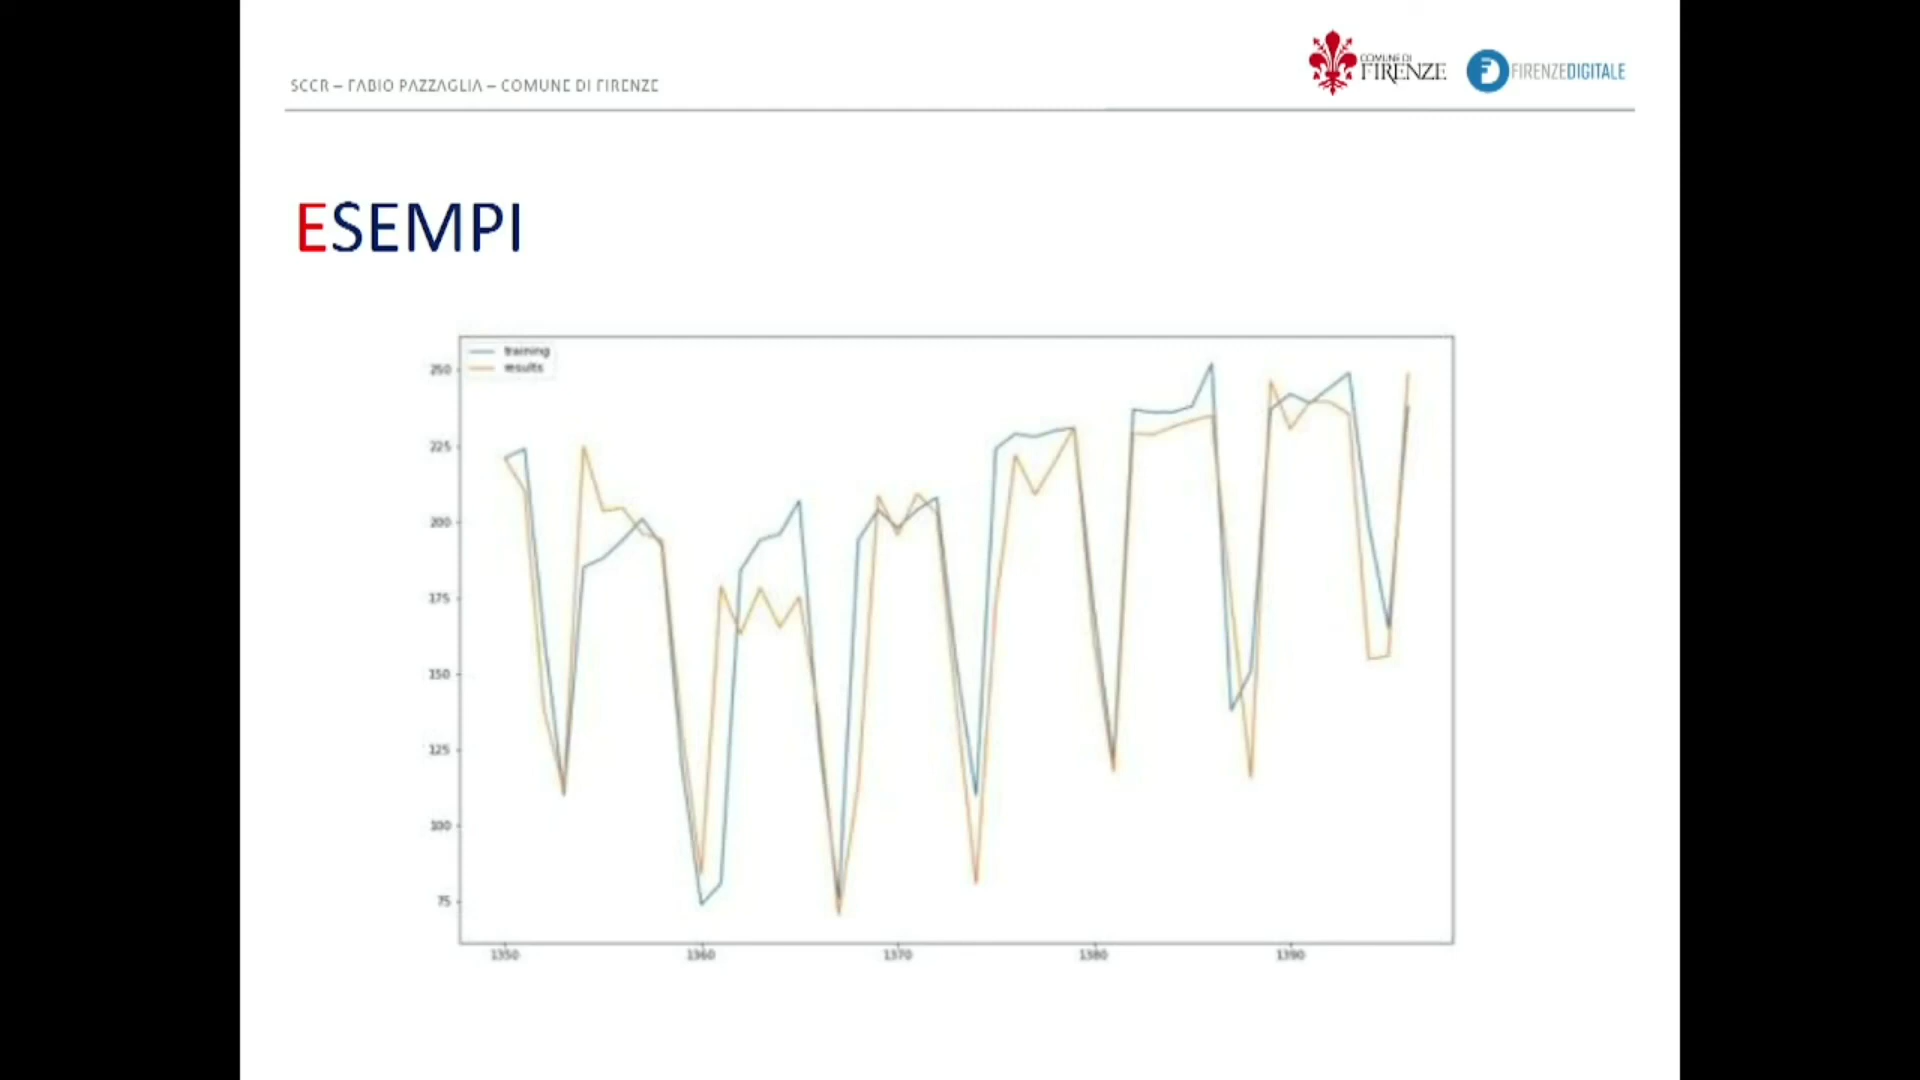 SCCR – FABIO PAZZAGLIA – COMUNE DI FIRENZE
COMUNE DI
FIRENZE
FIRENZEDIGITALE
ESEMPI
training
results
250
225
200
175
150
125
100
75
1350 1360 1370 1380 1390